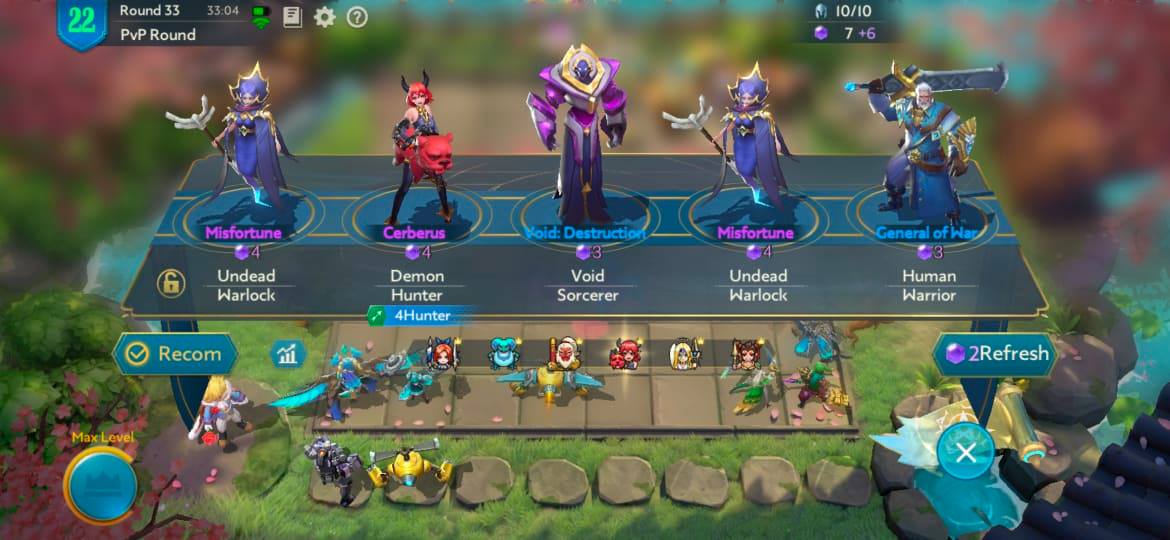 22
Round 33
33:04
?
PvP Round
10/10
7 +6
Misfortune
4
Undead
Warlock
Cerberus
4
Demon
Hunter
Void: Destruction
3
Void
Sorcerer
Misfortune
4
Undead
Warlock
General of War
3
Human
Warrior
4Hunter
Recom
2Refresh
Max Level